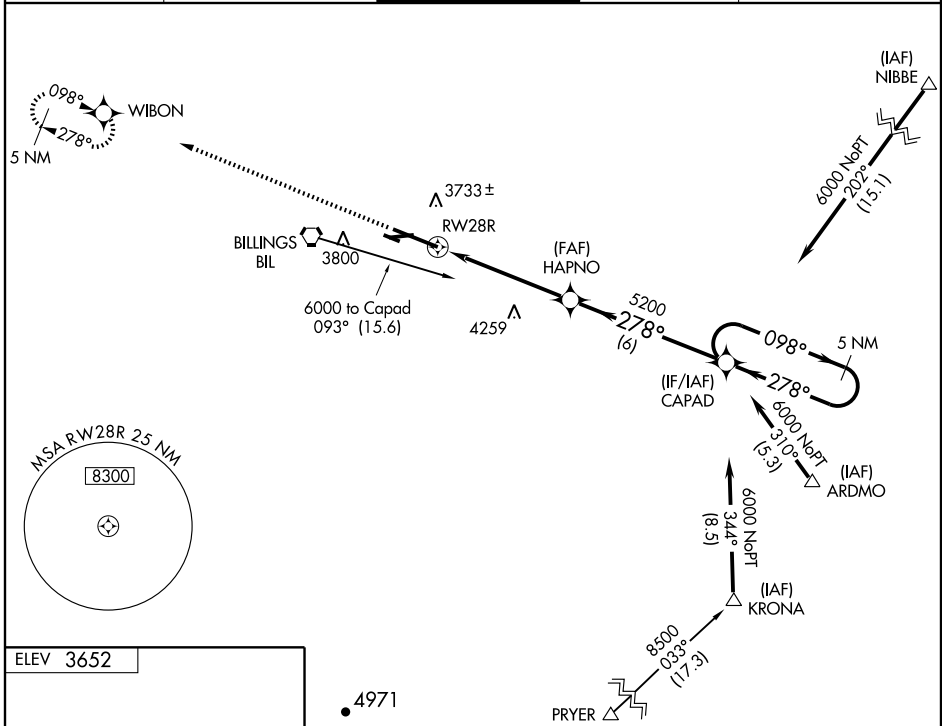 (IAF)
NIBBE
098°
WIBON
278°
5 NM
6000 NoPT
202°
(15.1)
3733±
RW28R
BILLINGS
BIL
3800
(FAF)
HAPNO
6000 to Capad
093° (15.6)
4259
5200
278°
(6)
098°
5 NM
278°
(IF/IAF)
CAPAD
6000 NoPT
310°
(5.3)
(IAF)
ARDMO
MSA RW28R 25 NM
8300
6000 NoPT
344°
(8.5)
(IAF)
KRONA
8500
033°
(17.3)
ELEV 3652
4971
PRYER